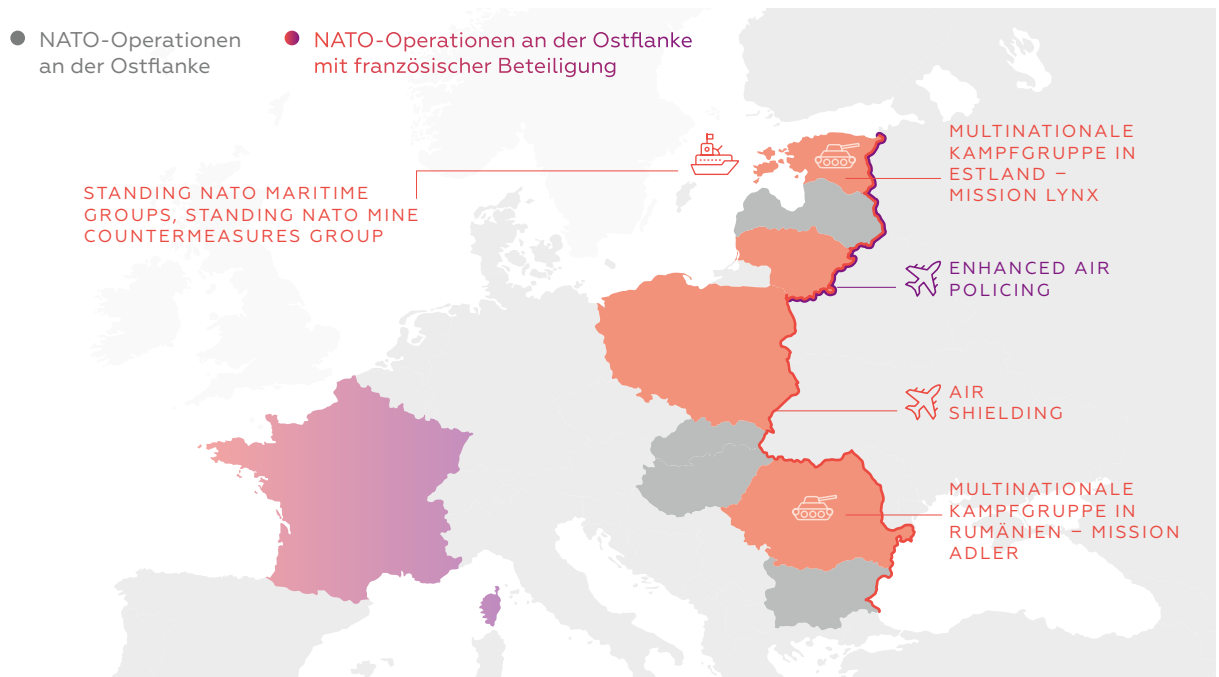 NATO-Operationen
an der Ostflanke
NATO-Operationen an der Ostflanke
mit französischer Beteiligung
MULTINATIONALE
KAMPFGRUPPE IN
ESTLAND –
MISSION LYNX
STANDING NATO MARITIME
GROUPS, STANDING NATO MINE
COUNTERMEASURES GROUP
ENHANCED AIR
POLICING
AIR
SHIELDING
MULTINATIONALE
KAMPFGRUPPE IN
RUMÄNIEN – MISSION
ADLER